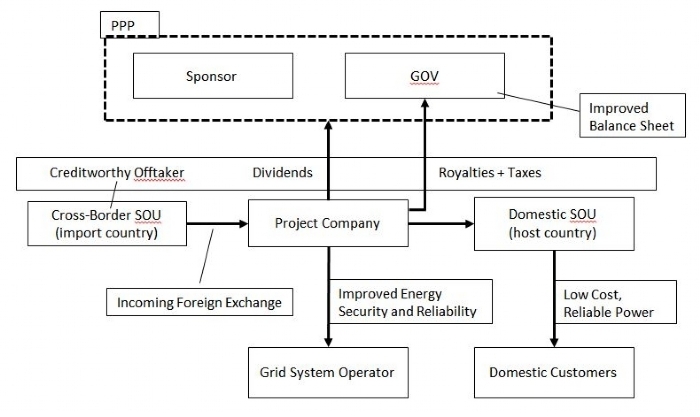 PPP
Sponsor
GOV
Improved
Balance Sheet
Creditworthy Offtaker
Dividends
Royalties + Taxes
Cross-Border SOU
(import country)
Project Company
Domestic SOU
(host country)
Incoming Foreign Exchange
Improved Energy
Security and Reliability
Low Cost,
Reliable Power
Grid System Operator
Domestic Customers